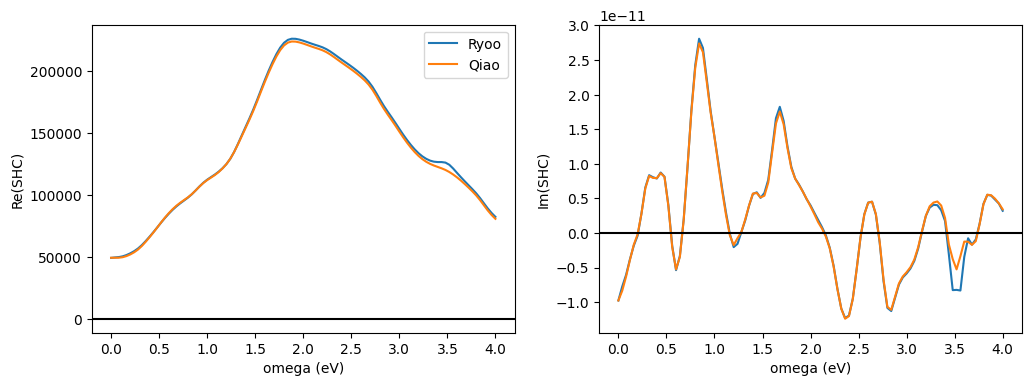 Re(SHC)
200000
150000
100000
50000
0
0.0 0.5 1.0 1.5 2.0 2.5 3.0 3.5 4.0
omega (eV)
Ryoo
Qiao
1e−11
Im(SHC)
3.0
2.5
2.0
1.5
1.0
0.5
0.0
−0.5
−1.0
0.0 0.5 1.0 1.5 2.0 2.5 3.0 3.5 4.0
omega (eV)